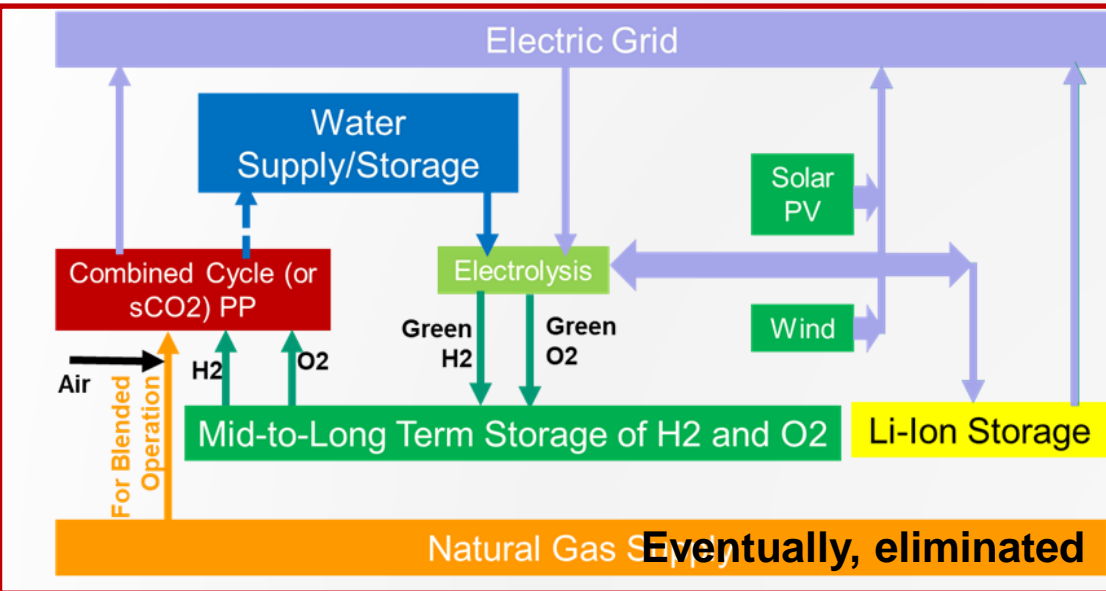 Electric Grid
Water
Supply/Storage
Solar
PV
Combined Cycle (or
sCO2) PP
Electrolysis
Wind
Green
H2
Green
O2
Air
H2
O2
For Blended
Operation
Mid-to-Long Term Storage of H2 and O2
Li-Ion Storage
Natural Gas Supply
Eventually, eliminated